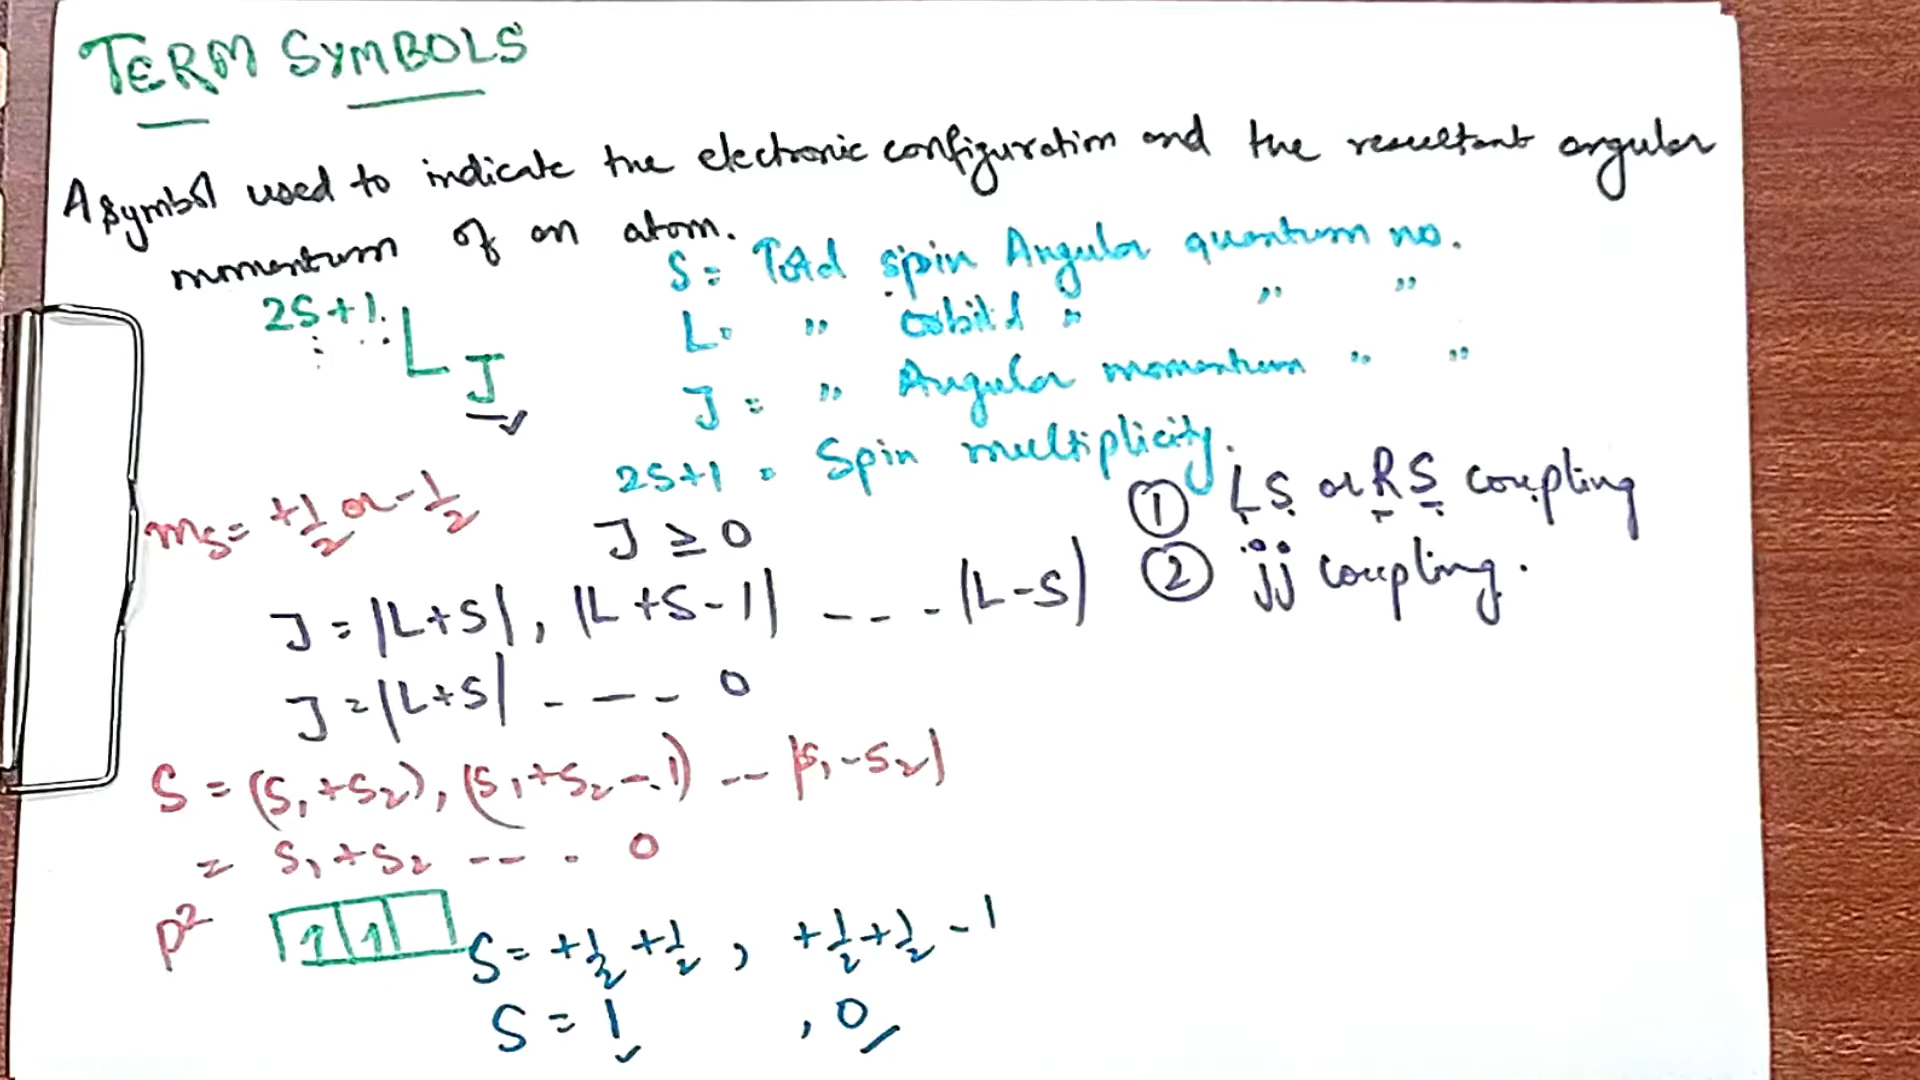 TERM SYMBOLS
A symbol used to indicate the electronic configuration and the resultant angular
momentum of an atom.
S = Total spin Angular quantum no.
2S+1 L J
L = " orbital " " "
J = " Angular momentum " "
2S+1 = Spin multiplicity.
① LS or RS coupling
ms = +1/2 or -1/2
J ≥ 0
② jj coupling.
J = |L+S|, |L+S-1| ---- |L-S|
J = |L+S| - - - 0
S = (S1+S2), (S1+S2-1) -- |S1-S2|
= S1+S2 --- 0
p² 1 1 S = +1/2 +1/2 , +1/2+1/2 -1
S = 1 , 0